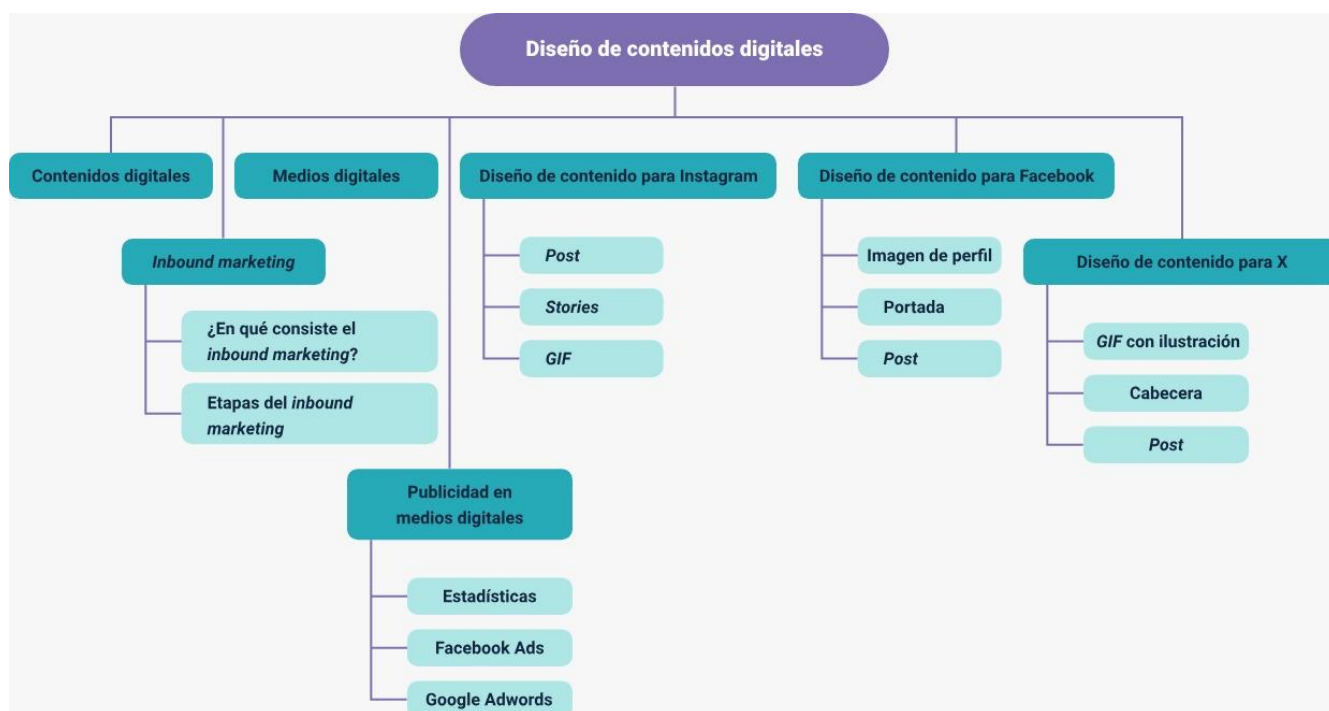 Diseño de contenidos digitales
Contenidos digitales
Medios digitales
Diseño de contenido para Instagram
Diseño de contenido para Facebook
Inbound marketing
¿En qué consiste el
inbound marketing?
Etapas del inbound
marketing
Post
Stories
GIF
Imagen de perfil
Portada
Post
Diseño de contenido para X
GIF con ilustración
Cabecera
Post
Publicidad en
medios digitales
Estadísticas
Facebook Ads
Google Adwords